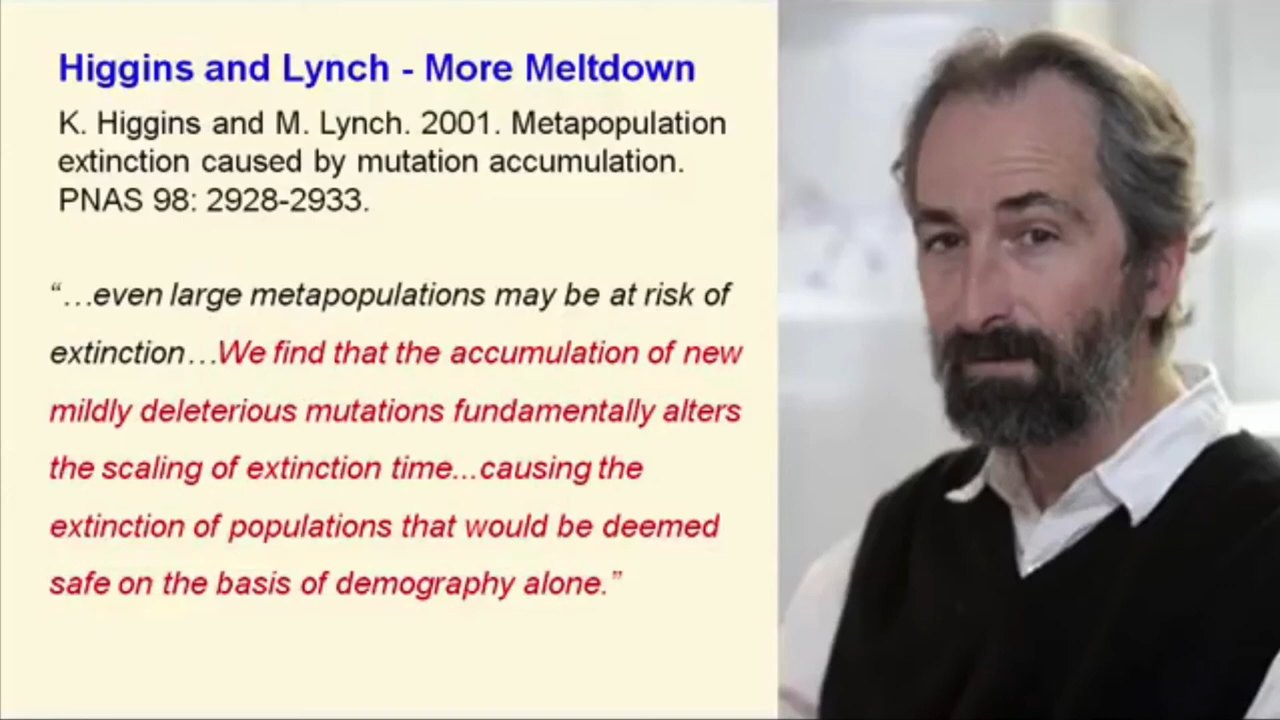 Higgins and Lynch - More Meltdown
K. Higgins and M. Lynch. 2001. Metapopulation
extinction caused by mutation accumulation.
PNAS 98: 2928-2933.
“…even large metapopulations may be at risk of
extinction…We find that the accumulation of new
mildly deleterious mutations fundamentally alters
the scaling of extinction time...causing the
extinction of populations that would be deemed
safe on the basis of demography alone.”